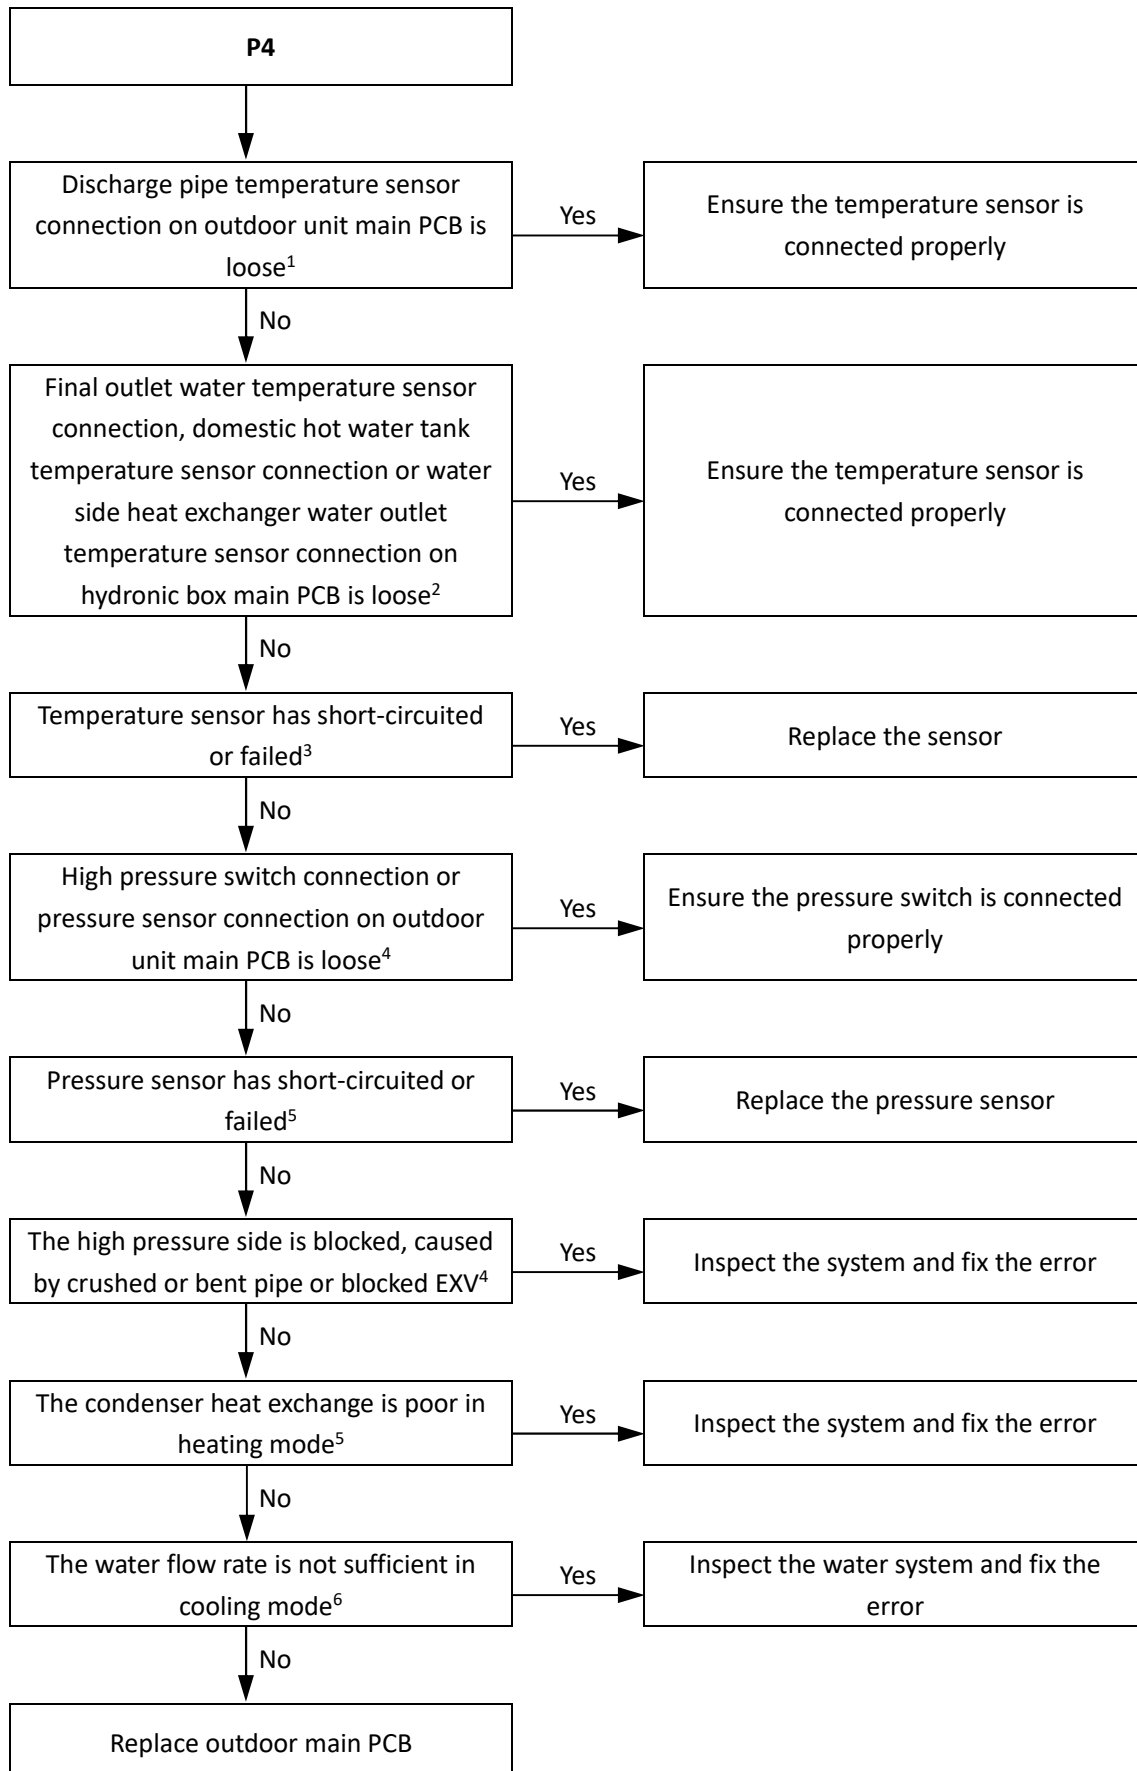 P4
Discharge pipe temperature sensor
connection on outdoor unit main PCB is
loose¹
Yes
Ensure the temperature sensor is
connected properly
No
Final outlet water temperature sensor
connection, domestic hot water tank
temperature sensor connection or water
side heat exchanger water outlet
temperature sensor connection on
hydronic box main PCB is loose²
Yes
Ensure the temperature sensor is
connected properly
No
Temperature sensor has short-circuited
or failed³
Yes
Replace the sensor
No
High pressure switch connection or
pressure sensor connection on outdoor
unit main PCB is loose⁴
Yes
Ensure the pressure switch is connected
properly
No
Pressure sensor has short-circuited or
failed⁵
Yes
Replace the pressure sensor
No
The high pressure side is blocked, caused
by crushed or bent pipe or blocked EXV⁴
Yes
Inspect the system and fix the error
No
The condenser heat exchange is poor in
heating mode⁵
Yes
Inspect the system and fix the error
No
The water flow rate is not sufficient in
cooling mode⁶
Yes
Inspect the water system and fix the
error
No
Replace outdoor main PCB